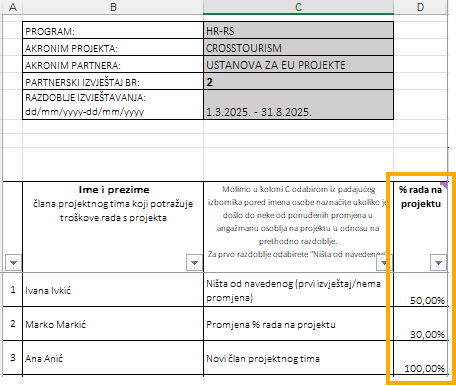 A B C D
PROGRAM: HR-RS
AKRONIM PROJEKTA: CROSSTOURISM
AKRONIM PARTNERA: USTANOVA ZA EU PROJEKTE
PARTNERSKI IZVJEŠTAJ BR: 2
RAZDOBLJE IZVJEŠTAVANJA:
dd/mm/yyyy-dd/mm/yyyy 1.3.2025. - 31.8.2025.
Ime i prezime
člana projektnog tima koji potražuje
troškove rada s projekta
Molimo u koloni C odabirom iz padajućeg
izbornika pored imena osobe naznačite ukoliko je
došlo do neke od ponuđenih promjena u
angažmanu osoblja na projektu u odnosu na
prethodno razdoblje.
Za prvo razdoblje odabirete "Ništa od navedenog"
% rada na
projektu
1 Ivana Ivkić Ništa od navedenog (prvi izvještaj/nema
promjena) 50,00%
2 Marko Markić Promjena % rada na projektu 30,00%
3 Ana Anić Novi član projektnog tima 100,00%